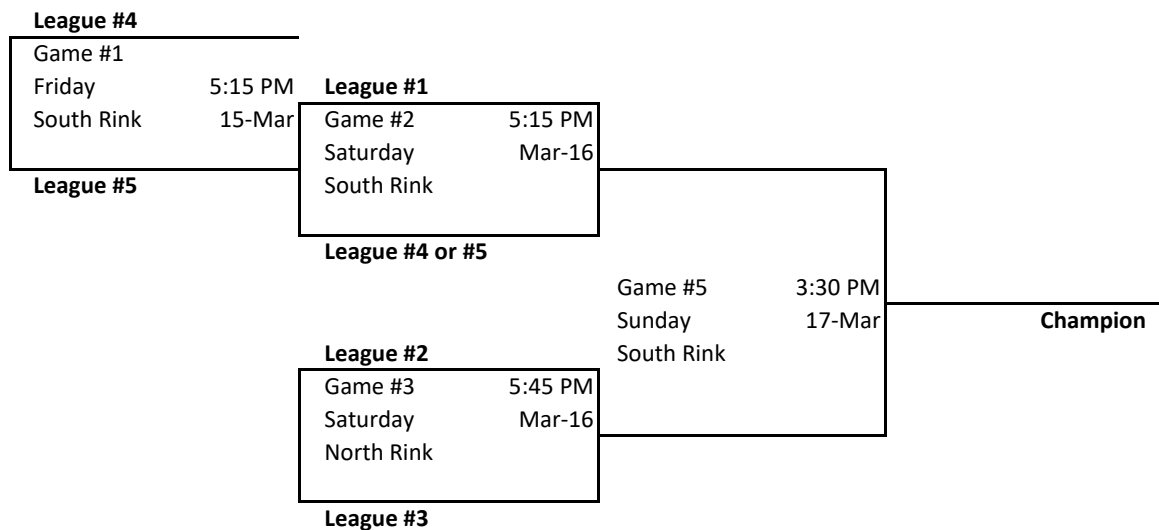 League #4
Game #1
Friday 5:15 PM
South Rink 15-Mar
League #5
League #1
Game #2 5:15 PM
Saturday Mar-16
South Rink
League #4 or #5
League #2
Game #3 5:45 PM
Saturday Mar-16
North Rink
League #3
Game #5 3:30 PM
Sunday 17-Mar
South Rink
Champion